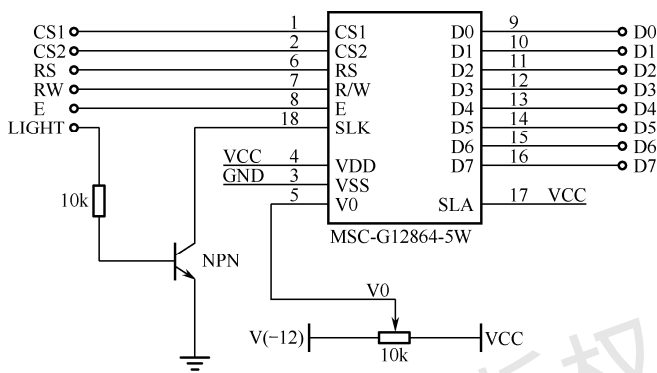 CS1 1 CS1 D0 9 D0
CS2 2 CS2 D1 10 D1
RS 6 RS D2 11 D2
RW 7 R/W D3 12 D3
E 8 E D4 13 D4
LIGHT 18 SLK D5 14 D5
D6 15 D6
VCC 4 VDD D7 16 D7
GND 3 VSS
5 V0 SLA 17 VCC
10k
MSC-G12864-5W
NPN
V0
V(−12) VCC
10k
权